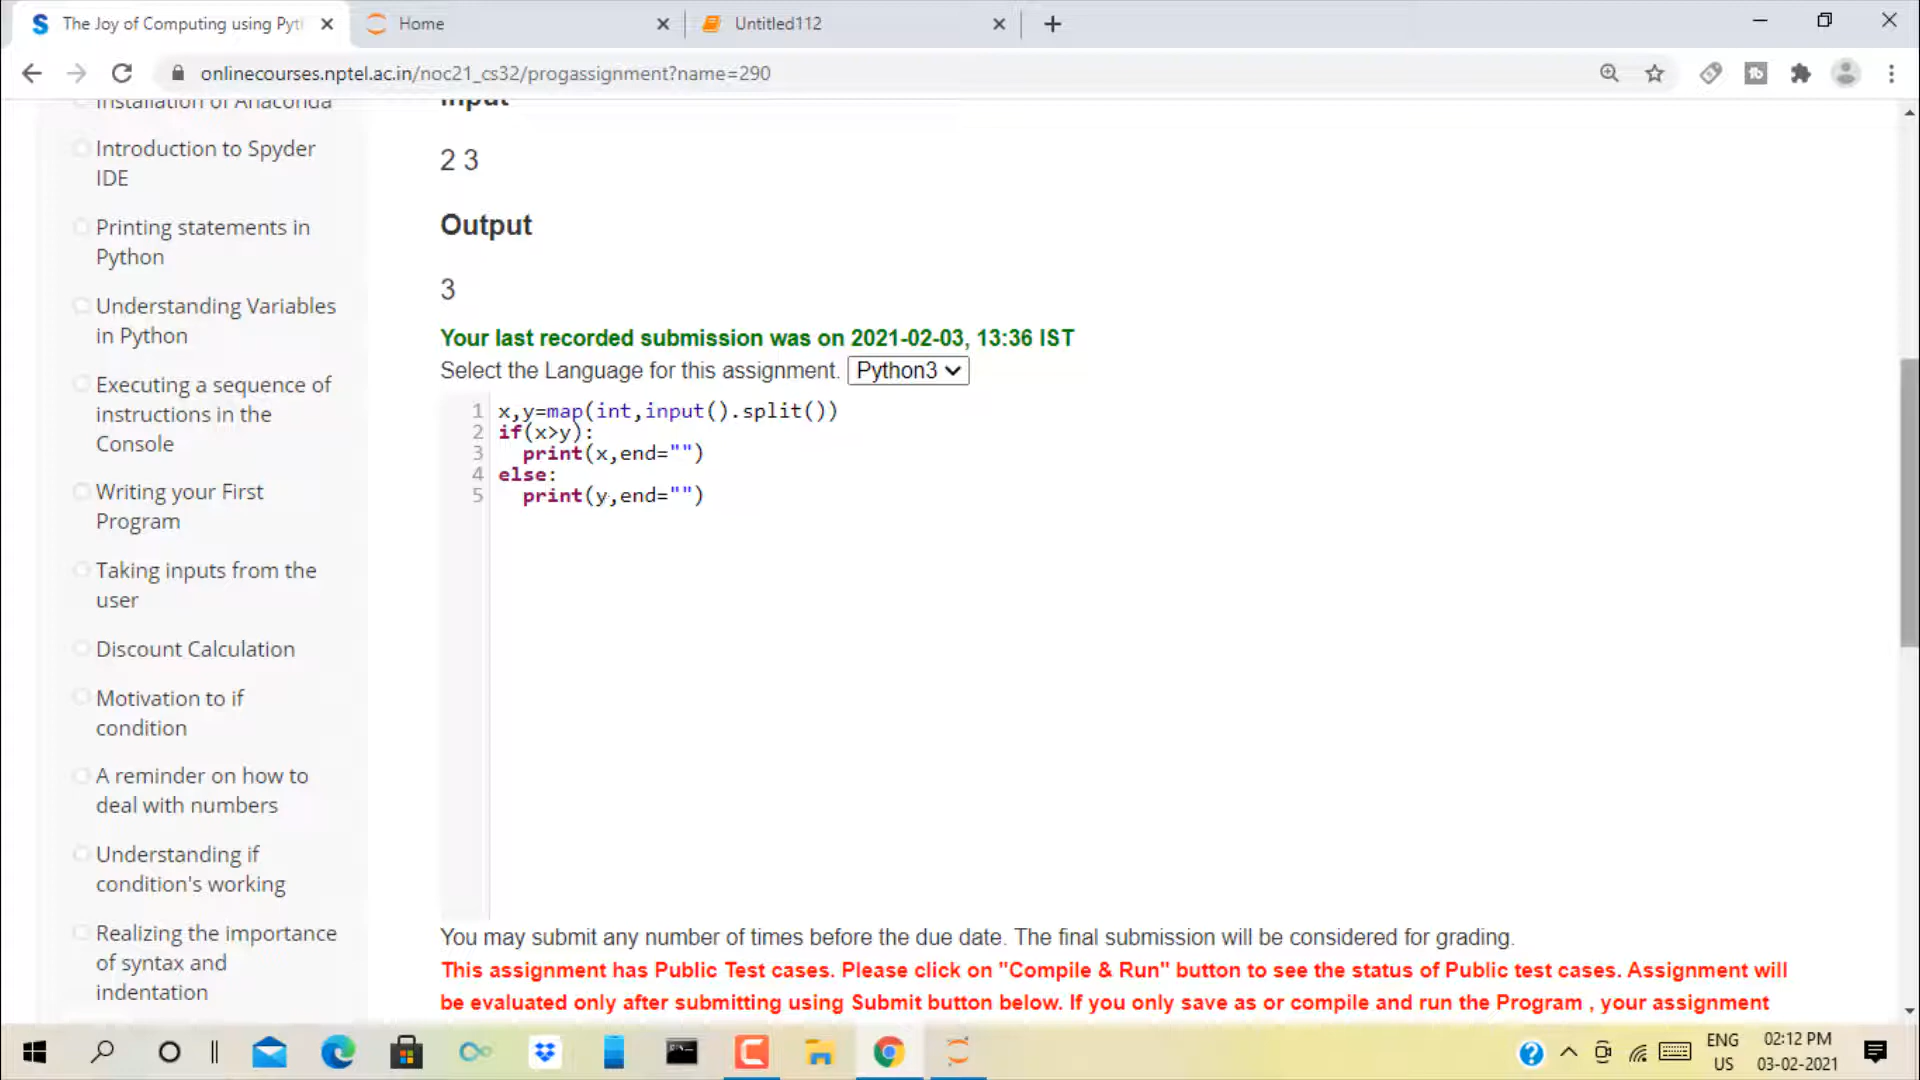 The Joy of Computing using Pyt
Home
Untitled112
onlinecourses.nptel.ac.in/noc21_cs32/progassignment?name=290
Installation of Anaconda
Introduction to Spyder
IDE
Printing statements in
Python
Understanding Variables
in Python
Executing a sequence of
instructions in the
Console
Writing your First
Program
Taking inputs from the
user
Discount Calculation
Motivation to if
condition
A reminder on how to
deal with numbers
Understanding if
condition's working
Realizing the importance
of syntax and
indentation
Input
2 3
Output
3
Your last recorded submission was on 2021-02-03, 13:36 IST
Select the Language for this assignment. Python3
1 x,y=map(int,input().split())
2 if(x>y):
3 print(x,end="")
4 else:
5 print(y,end="")
You may submit any number of times before the due date. The final submission will be considered for grading.
This assignment has Public Test cases. Please click on "Compile & Run" button to see the status of Public test cases. Assignment will
be evaluated only after submitting using Submit button below. If you only save as or compile and run the Program , your assignment
ENG
US
02:12 PM
03-02-2021